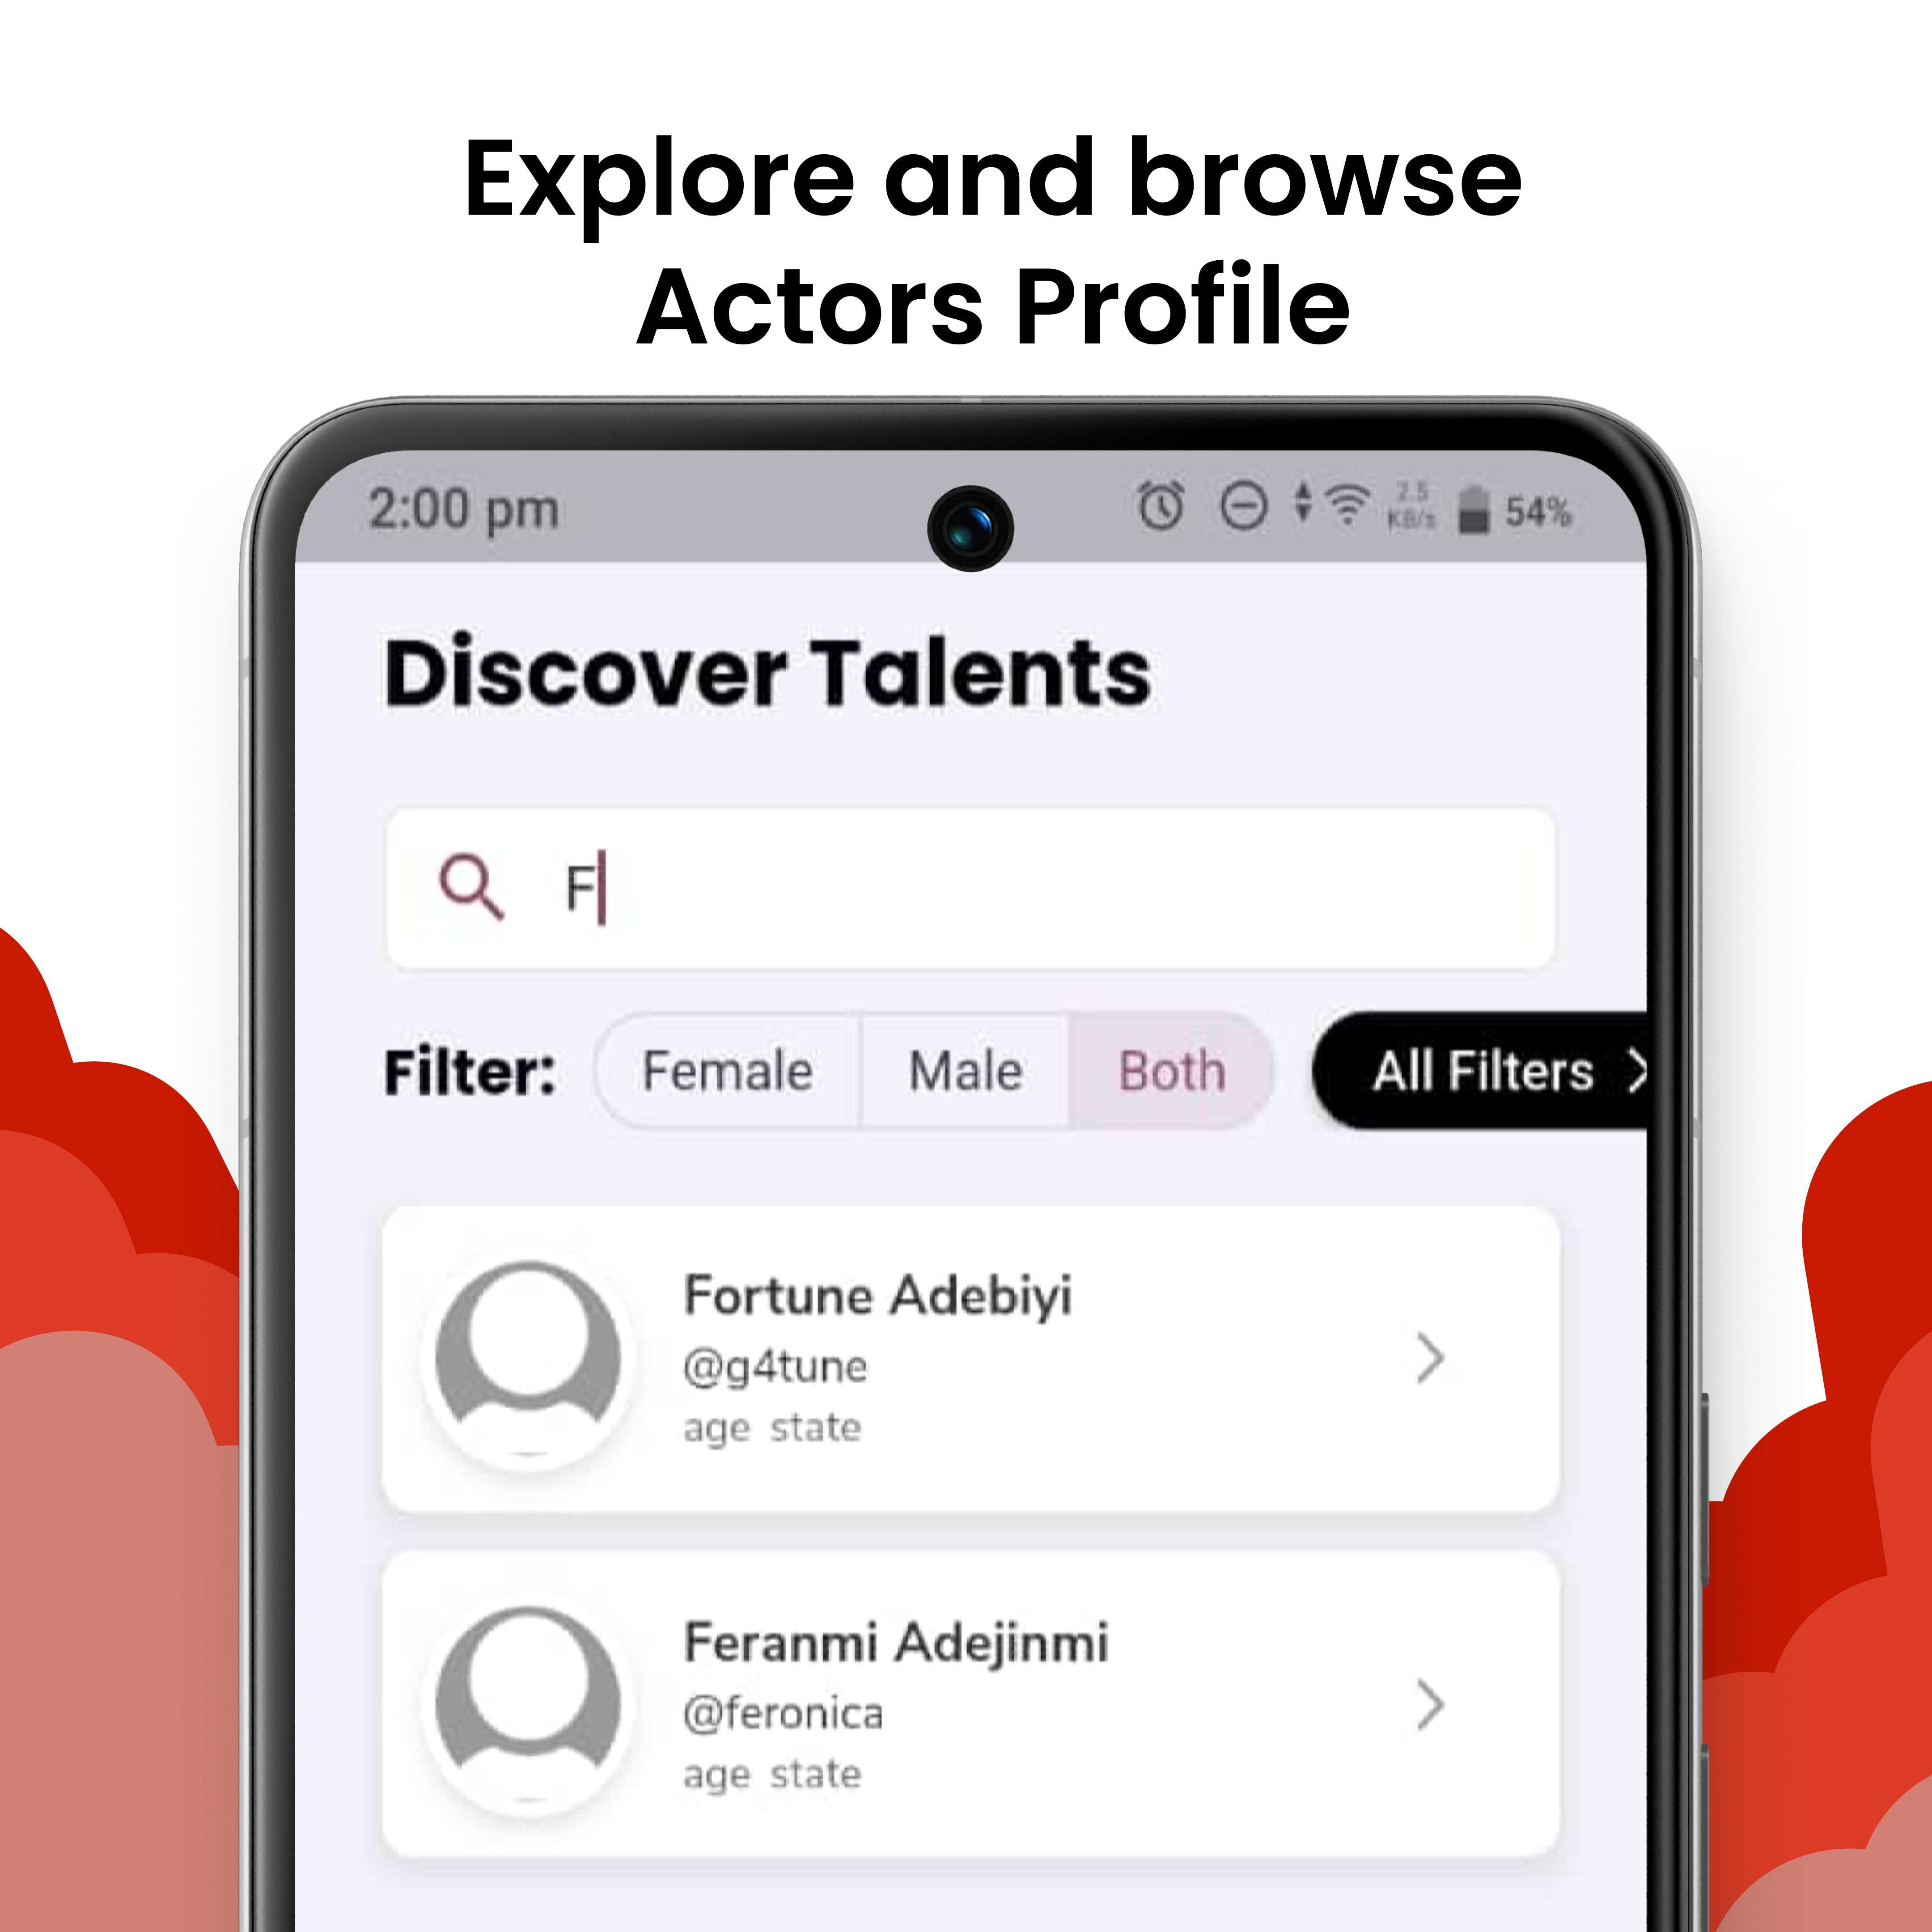 Explore and browse
Actors Profile
2:00 pm 2.5 KB/s 54%
Discover Talents
F
Filter: Female Male Both All Filters
Fortune Adebiyi
@g4tune
age state
Feranmi Adejinmi
@feronica
age state